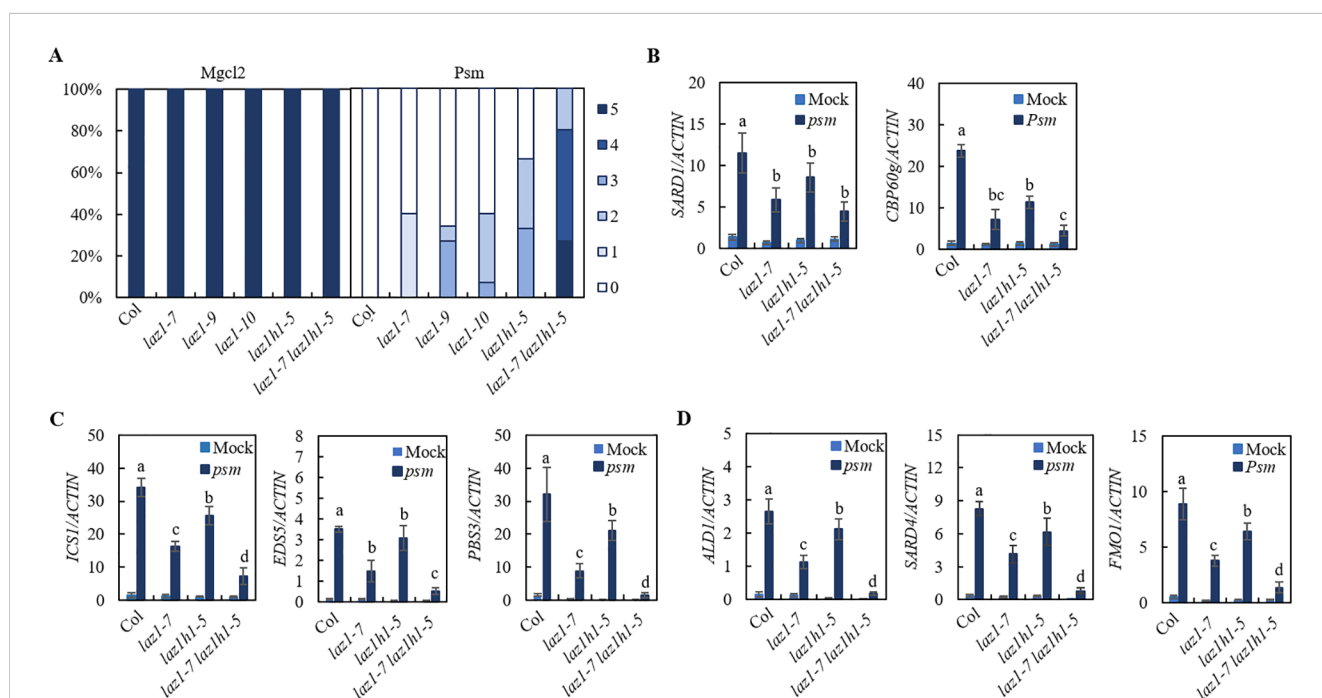 A
Mgcl2
Psm
100%
80%
60%
40%
20%
0%
5
4
3
2
1
0
Col
laz1-7
laz1-9
laz1-10
laz1h1-5
laz1-7 laz1h1-5
Col
laz1-7
laz1-9
laz1-10
laz1h1-5
laz1-7 laz1h1-5
B
SARD1/ACTIN
20
15
10
5
0
Mock
psm
a
b
b
b
Col
laz1-7
laz1h1-5
laz1-7 laz1h1-5
CBP60g/ACTIN
40
30
20
10
0
Mock
Psm
a
bc
b
c
Col
laz1-7
laz1h1-5
laz1-7 laz1h1-5
C
ICS1/ACTIN
50
40
30
20
10
0
Mock
psm
a
c
b
d
Col
laz1-7
laz1h1-5
laz1-7 laz1h1-5
EDS5/ACTIN
8
7
6
5
4
3
2
1
0
Mock
psm
a
b
a
c
Col
laz1-7
laz1h1-5
laz1-7 laz1h1-5
PBS3/ACTIN
50
40
30
20
10
0
Mock
psm
a
c
b
d
Col
laz1-7
laz1h1-5
laz1-7 laz1h1-5
D
ALD1/ACTIN
5
4
3
2
1
0
Mock
psm
a
c
b
d
Col
laz1-7
laz1h1-5
laz1-7 laz1h1-5
SARD4/ACTIN
15
12
9
6
3
0
Mock
psm
a
c
b
d
Col
laz1-7
laz1h1-5
laz1-7 laz1h1-5
FMO1/ACTIN
15
10
5
0
Mock
Psm
a
c
b
d
Col
laz1-7
laz1h1-5
laz1-7 laz1h1-5